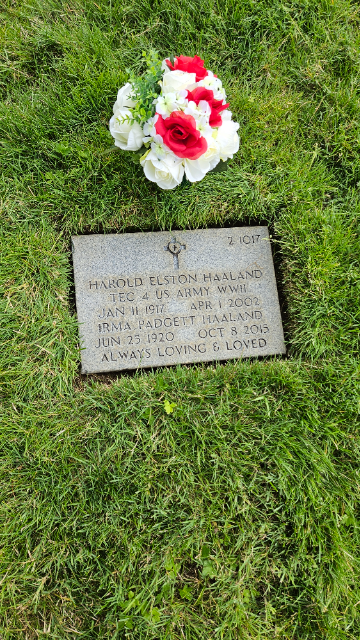 Z 1017
HAROLD ELSTON HAALAND
TEC 4 US ARMY WWII
JAN 11 1917 APR 1 2002
IRMA PADGETT HAALAND
JUN 25 1920 OCT 8 2013
ALWAYS LOVING & LOVED